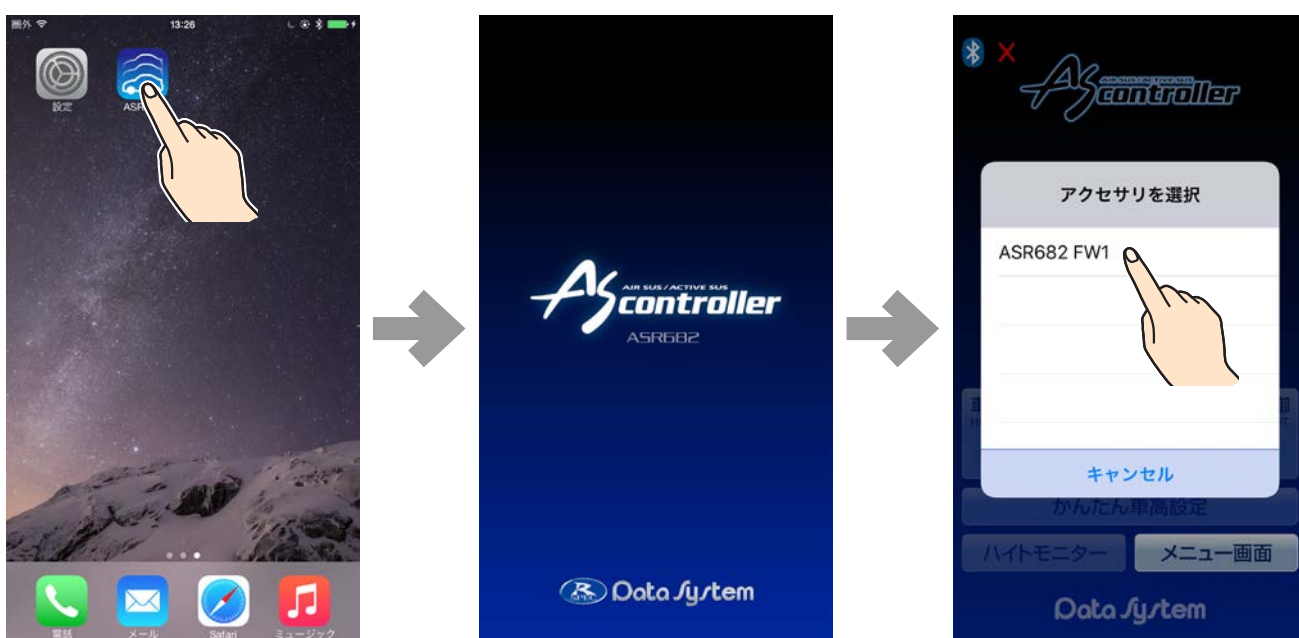 圏外
13:26
設定
ASR
電話
メール
Safari
ミュージック
As
AIR SUS / ACTIVE SUS
controller
ASR682
R SPEC
Data System
As
AIR SUS / ACTIVE SUS
controller
アクセサリを選択
ASR682 FW1
キャンセル
かんたん車高設定
ハイトモニター
メニュー画面
Data System